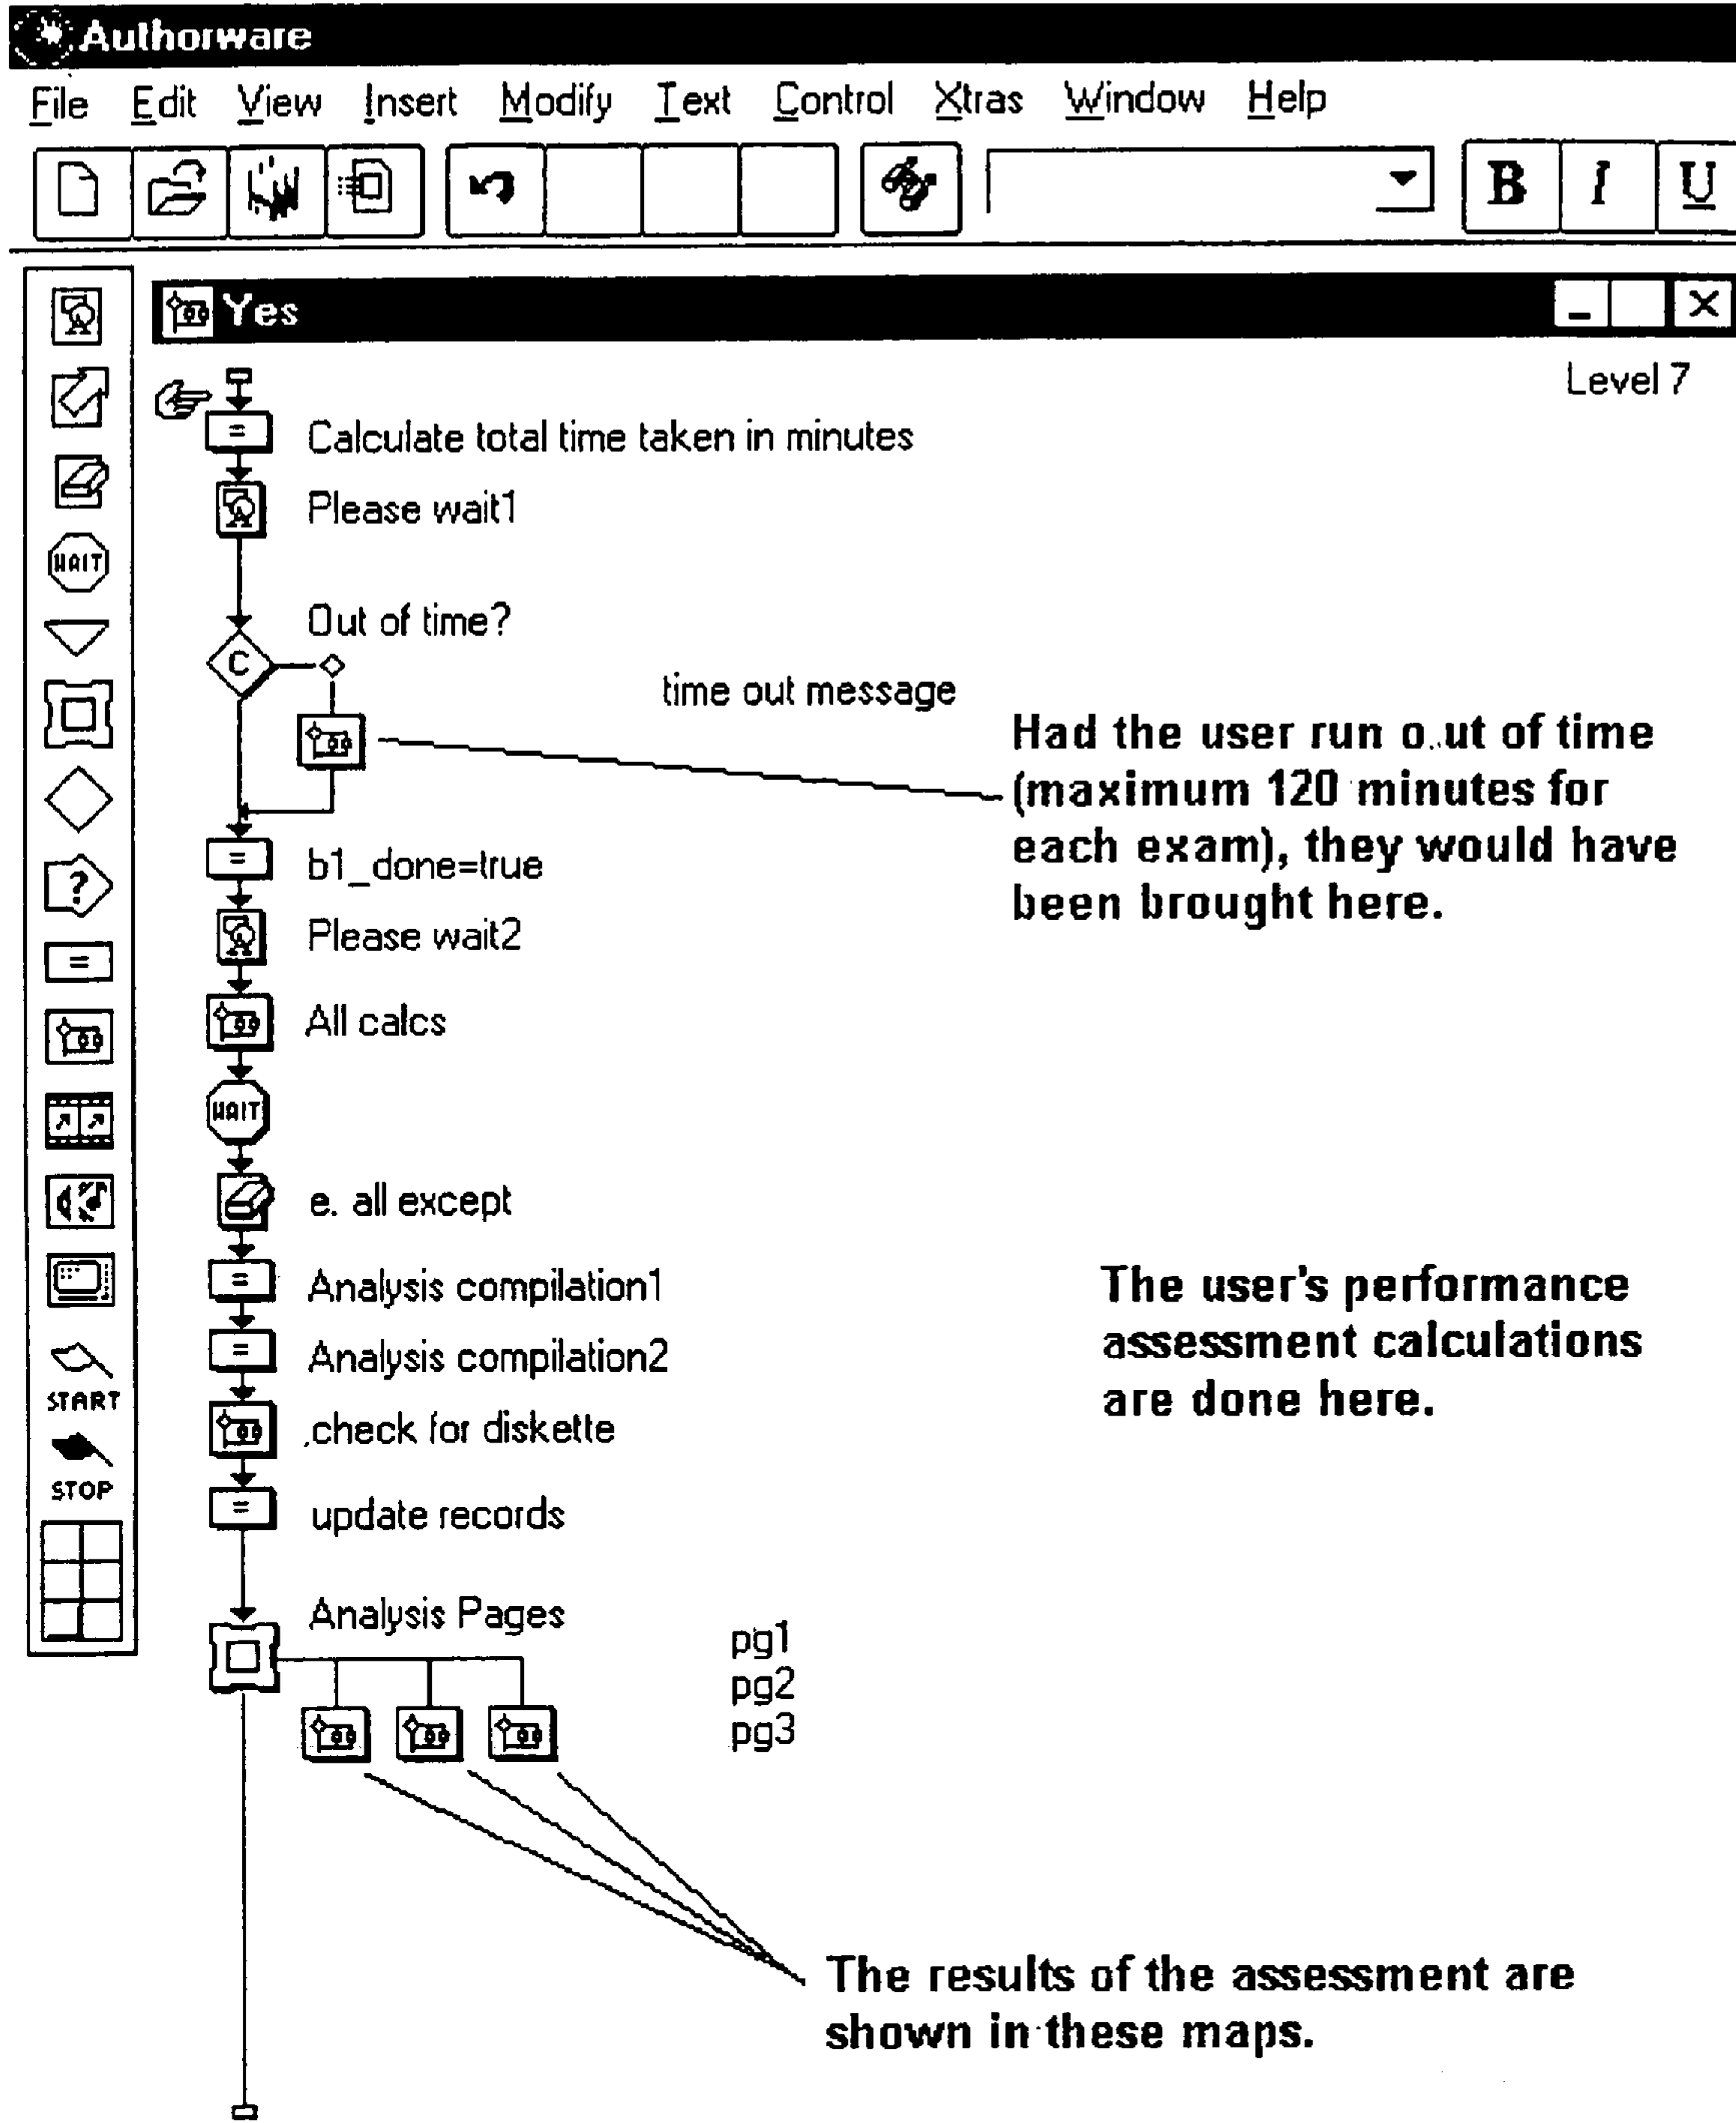 Authorware
File Edit View Insert Modify Text Control Xtras Window Help
B I U
Yes
Level 7
Calculate total time taken in minutes
Please wait1
WAIT
Out of time?
C
time out message
Had the user run o..ut of time
(maximum 120 minutes for
each exam), they would have
been brought here.
?
=
b1_done=true
Please wait2
All calcs
WAIT
e. all except
Analysis compilation1
The user's performance
assessment calculations
are done here.
Analysis compilation2
START
check for diskette
STOP
update records
Analysis Pages
pg1
pg2
pg3
The results of the assessment are
shown in these maps.